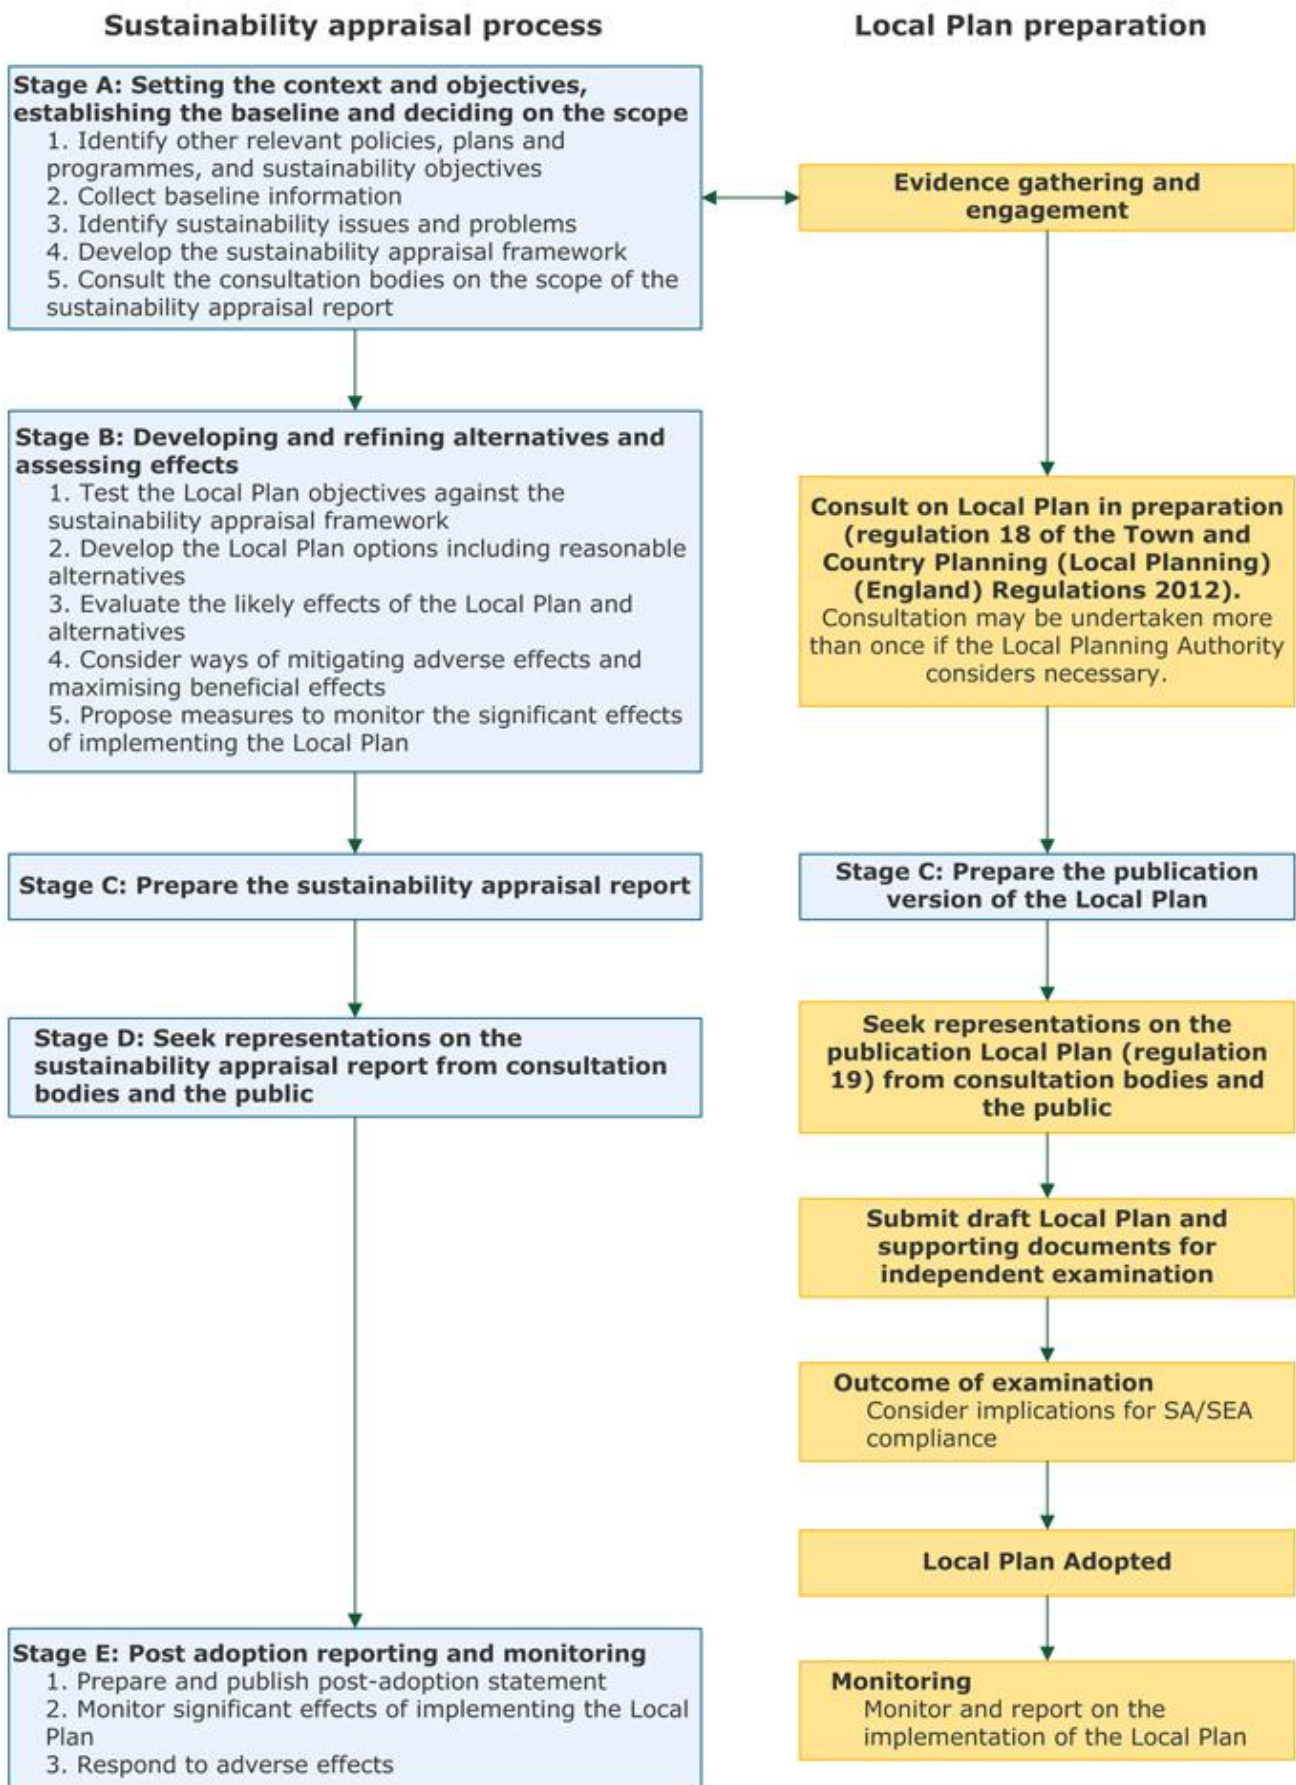 Sustainability appraisal process
Local Plan preparation
Stage A: Setting the context and objectives,
establishing the baseline and deciding on the scope
1. Identify other relevant policies, plans and
programmes, and sustainability objectives
2. Collect baseline information
3. Identify sustainability issues and problems
4. Develop the sustainability appraisal framework
5. Consult the consultation bodies on the scope of the
sustainability appraisal report
Evidence gathering and
engagement
Stage B: Developing and refining alternatives and
assessing effects
1. Test the Local Plan objectives against the
sustainability appraisal framework
2. Develop the Local Plan options including reasonable
alternatives
3. Evaluate the likely effects of the Local Plan and
alternatives
4. Consider ways of mitigating adverse effects and
maximising beneficial effects
5. Propose measures to monitor the significant effects
of implementing the Local Plan
Consult on Local Plan in preparation
(regulation 18 of the Town and
Country Planning (Local Planning)
(England) Regulations 2012).
Consultation may be undertaken more
than once if the Local Planning Authority
considers necessary.
Stage C: Prepare the sustainability appraisal report
Stage C: Prepare the publication
version of the Local Plan
Stage D: Seek representations on the
sustainability appraisal report from consultation
bodies and the public
Seek representations on the
publication Local Plan (regulation
19) from consultation bodies and
the public
Submit draft Local Plan and
supporting documents for
independent examination
Outcome of examination
Consider implications for SA/SEA
compliance
Local Plan Adopted
Stage E: Post adoption reporting and monitoring
1. Prepare and publish post-adoption statement
2. Monitor significant effects of implementing the Local
Plan
3. Respond to adverse effects
Monitoring
Monitor and report on the
implementation of the Local Plan